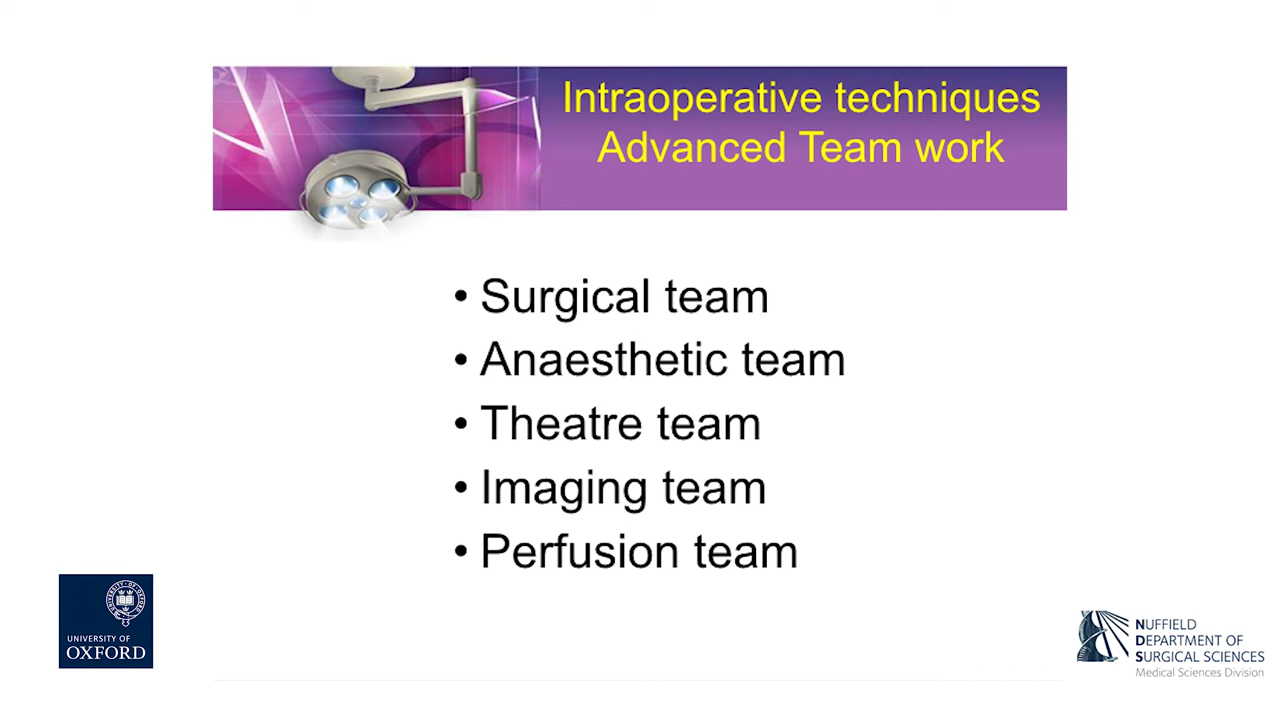 Intraoperative techniques
Advanced Team work
• Surgical team
• Anaesthetic team
• Theatre team
• Imaging team
• Perfusion team
UNIVERSITY OF
OXFORD
NUFFIELD
DEPARTMENT OF
SURGICAL SCIENCES
Medical Sciences Division